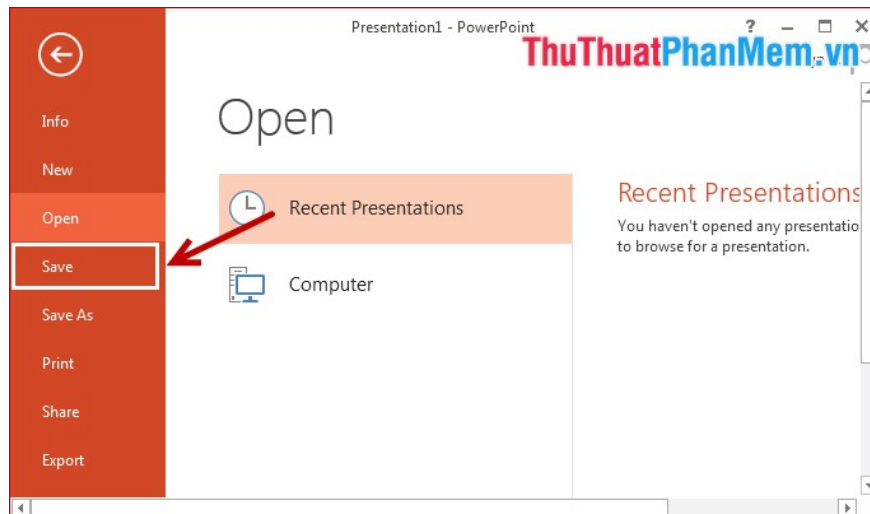 Presentation1 - PowerPoint
?
ThuThuatPhanMem.vn
Info
New
Open
Save
Save As
Print
Share
Export
Open
Recent Presentations
Computer
Recent Presentations
You haven't opened any
to browse for a presentation.